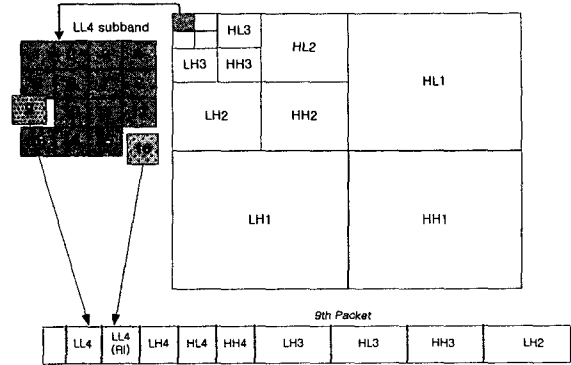 LL4 subband
HL3
HL2
HL1
LH3
HH3
LH2
HH2
LH1
HH1
9th Packet
LL4
LL4
(RI)
LH4
HL4
HH4
LH3
HL3
HH3
LH2